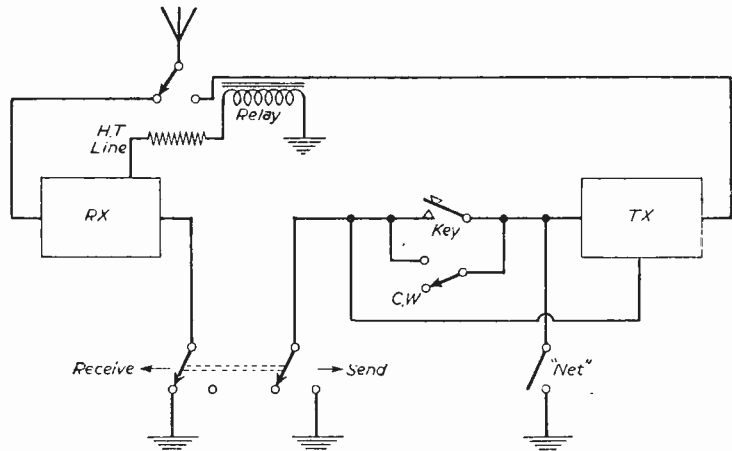 H.T
Line
Relay
RX
Key
TX
C.W
Receive
Send
"Net"